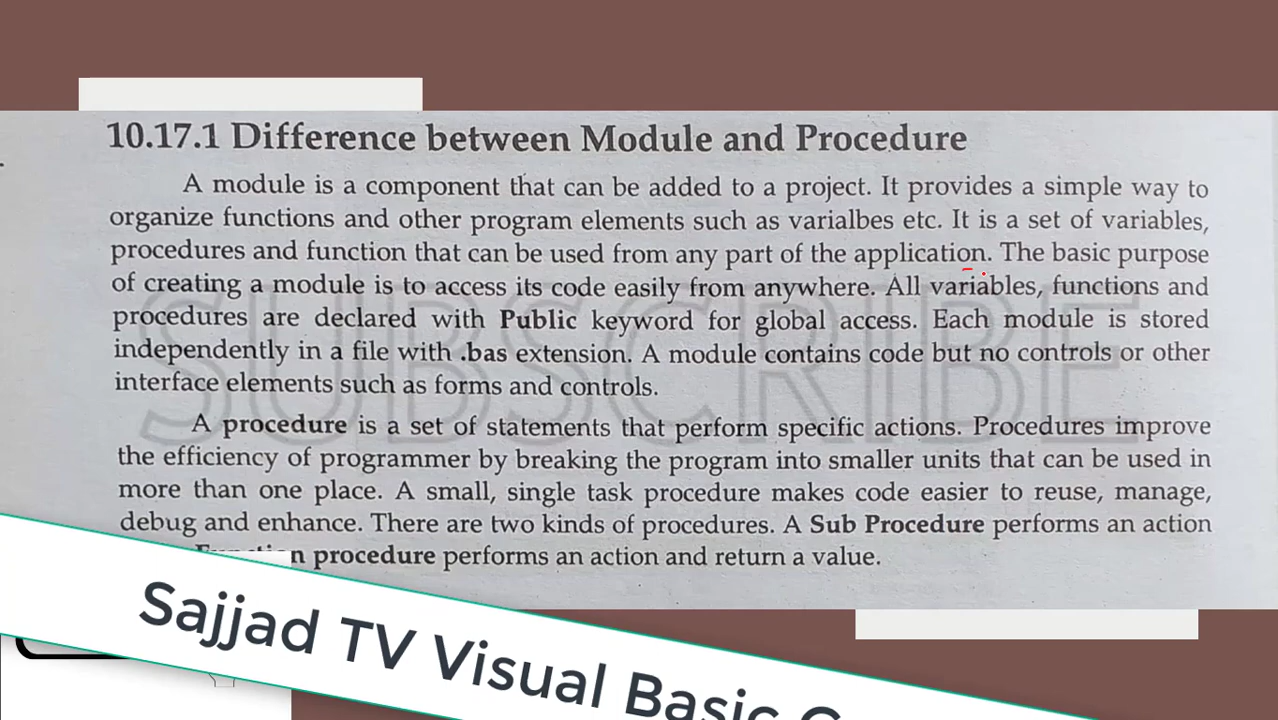 10.17.1 Difference between Module and Procedure
A module is a component that can be added to a project. It provides a simple way to
organize functions and other program elements such as varialbes etc. It is a set of variables,
procedures and function that can be used from any part of the application. The basic purpose
of creating a module is to access its code easily from anywhere. All variables, functions and
procedures are declared with Public keyword for global access. Each module is stored
independently in a file with .bas extension. A module contains code but no controls or other
interface elements such as forms and controls.
SUBSCRIBE
A procedure is a set of statements that perform specific actions. Procedures improve
the efficiency of programmer by breaking the program into smaller units that can be used in
more than one place. A small, single task procedure makes code easier to reuse, manage,
debug and enhance. There are two kinds of procedures. A Sub Procedure performs an action
procedure performs an action and return a value.
Sajjad TV Visual Basic